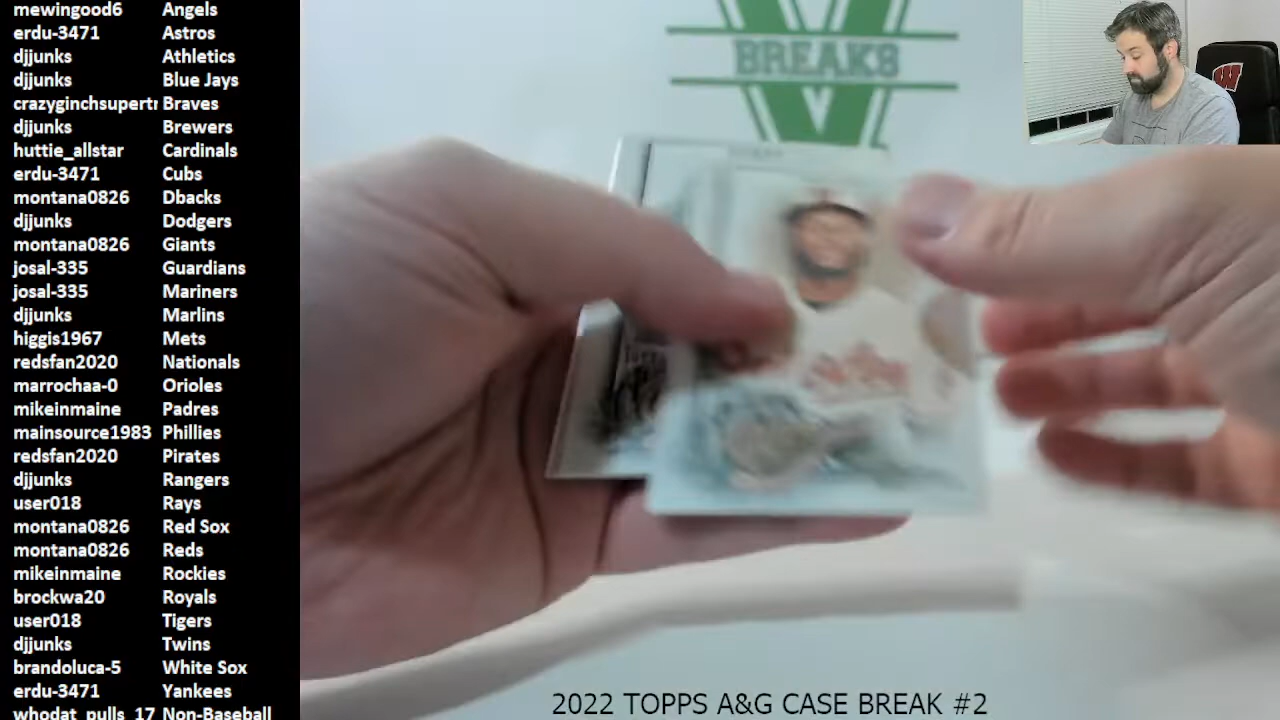 mewingood6 Angels
erdu-3471 Astros
djjunks Athletics
djjunks Blue Jays
crazyginchsupertr Braves
djjunks Brewers
huttie_allstar Cardinals
erdu-3471 Cubs
montana0826 Dbacks
djjunks Dodgers
montana0826 Giants
josal-335 Guardians
josal-335 Mariners
djjunks Marlins
higgis1967 Mets
redsfan2020 Nationals
marrochaa-0 Orioles
mikeinmaine Padres
mainsource1983 Phillies
redsfan2020 Pirates
djjunks Rangers
user018 Rays
montana0826 Red Sox
montana0826 Reds
mikeinmaine Rockies
brockwa20 Royals
user018 Tigers
djjunks Twins
brandoluca-5 White Sox
erdu-3471 Yankees
whodat_pulls_17 Non-Baseball
V
BREAKS
W
2022 TOPPS A&G CASE BREAK #2